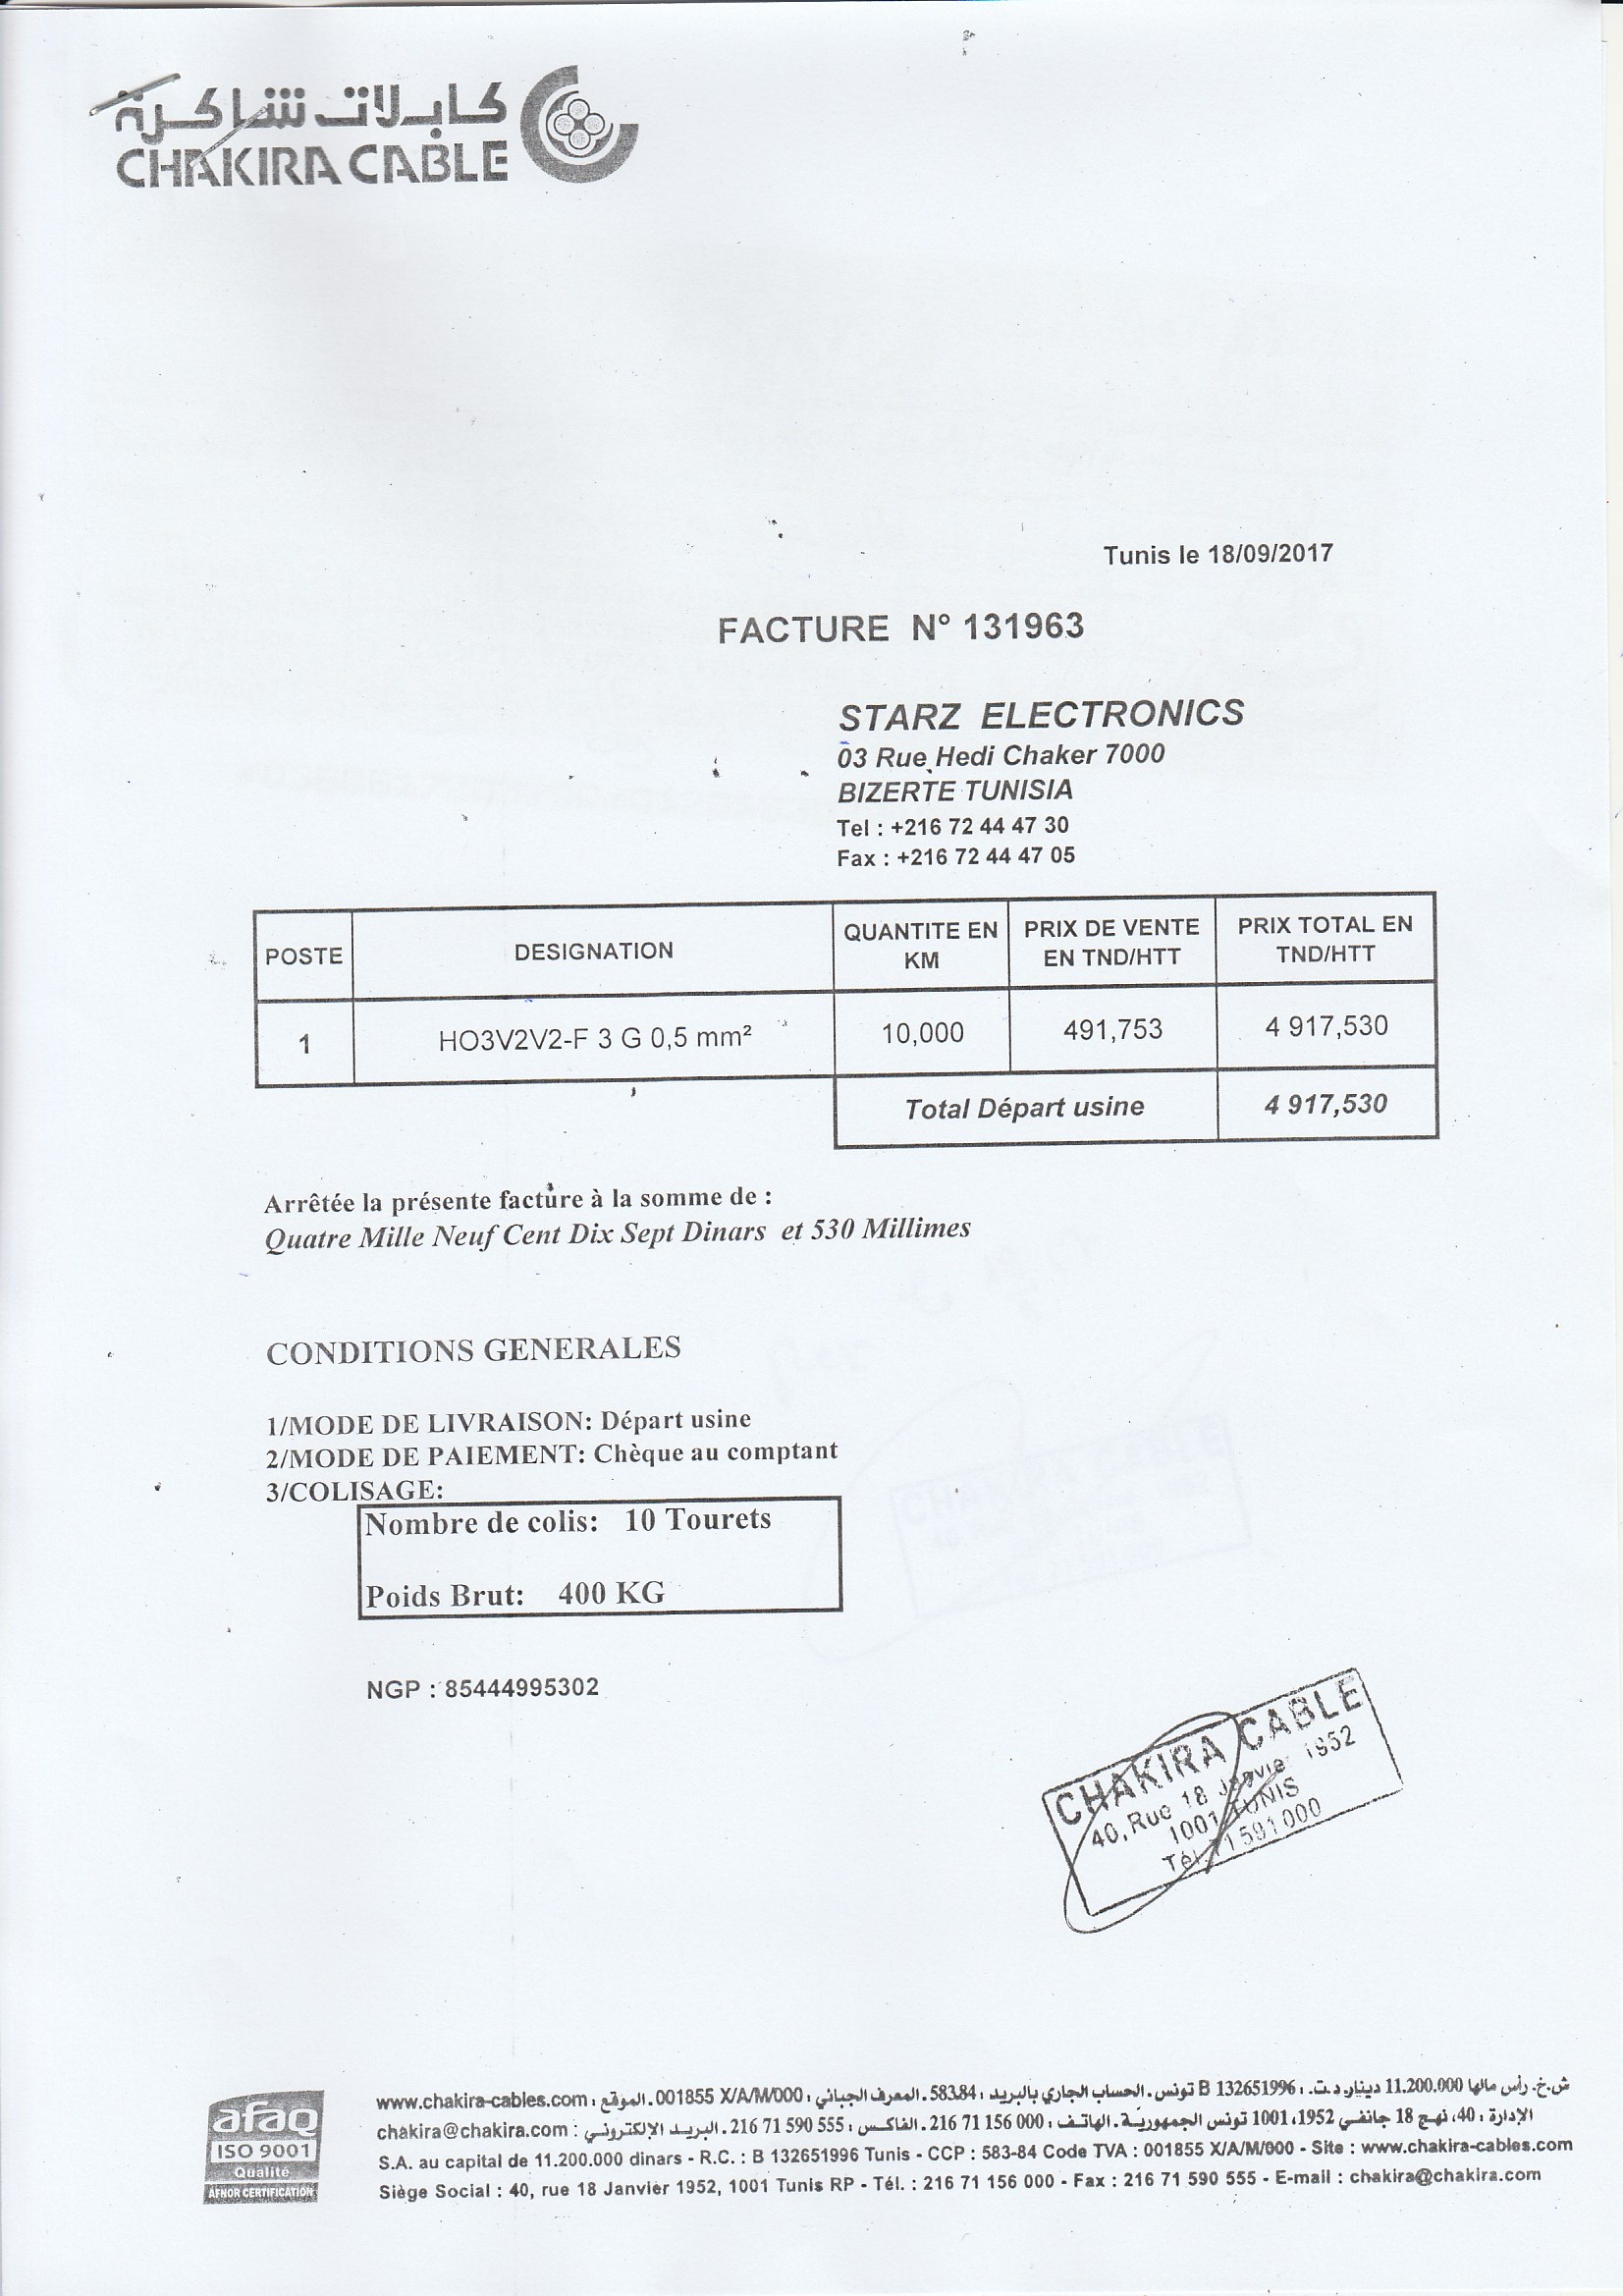 كابلات شاكرة
CHAKIRA CABLE
Tunis le 18/09/2017
FACTURE N° 131963
STARZ ELECTRONICS
03 Rue Hedi Chaker 7000
BIZERTE TUNISIA
Tel : +216 72 44 47 30
Fax : +216 72 44 47 05
POSTE DESIGNATION QUANTITE EN KM PRIX DE VENTE EN TND/HTT PRIX TOTAL EN TND/HTT
1 HO3V2V2-F 3 G 0,5 mm² 10,000 491,753 4 917,530
Total Départ usine 4 917,530
Arrêtée la présente facture à la somme de :
Quatre Mille Neuf Cent Dix Sept Dinars et 530 Millimes
CONDITIONS GENERALES
1/MODE DE LIVRAISON: Départ usine
2/MODE DE PAIEMENT: Chèque au comptant
3/COLISAGE:
Nombre de colis: 10 Tourets
Poids Brut: 400 KG
NGP : 85444995302
CHAKIRA CABLE
40, Rue 18 Janvier 1952
1001 TUNIS
Tél. 71 591 000
afaq
ISO 9001
Qualité
AFNOR CERTIFICATION
ش.خ. رأس مالها 11.200.000 دينار. د.ت. : B 132651996 تونس. الحساب الجاري بالبريد : 583.84. المعرف الجبائي : 001855 X/A/M/000. الموقع : www.chakira-cables.com
الإدارة : 40، نهج 18 جانفي 1952، 1001 تونس الجمهورية. الهاتف : 216 71 156 000. الفاكس : 216 71 590 555. البريد الإلكتروني : chakira@chakira.com
S.A. au capital de 11.200.000 dinars - R.C. : B 132651996 Tunis - CCP : 583-84 Code TVA : 001855 X/A/M/000 - Site : www.chakira-cables.com
Siège Social : 40, rue 18 Janvier 1952, 1001 Tunis RP - Tél. : 216 71 156 000 - Fax : 216 71 590 555 - E-mail : chakira@chakira.com